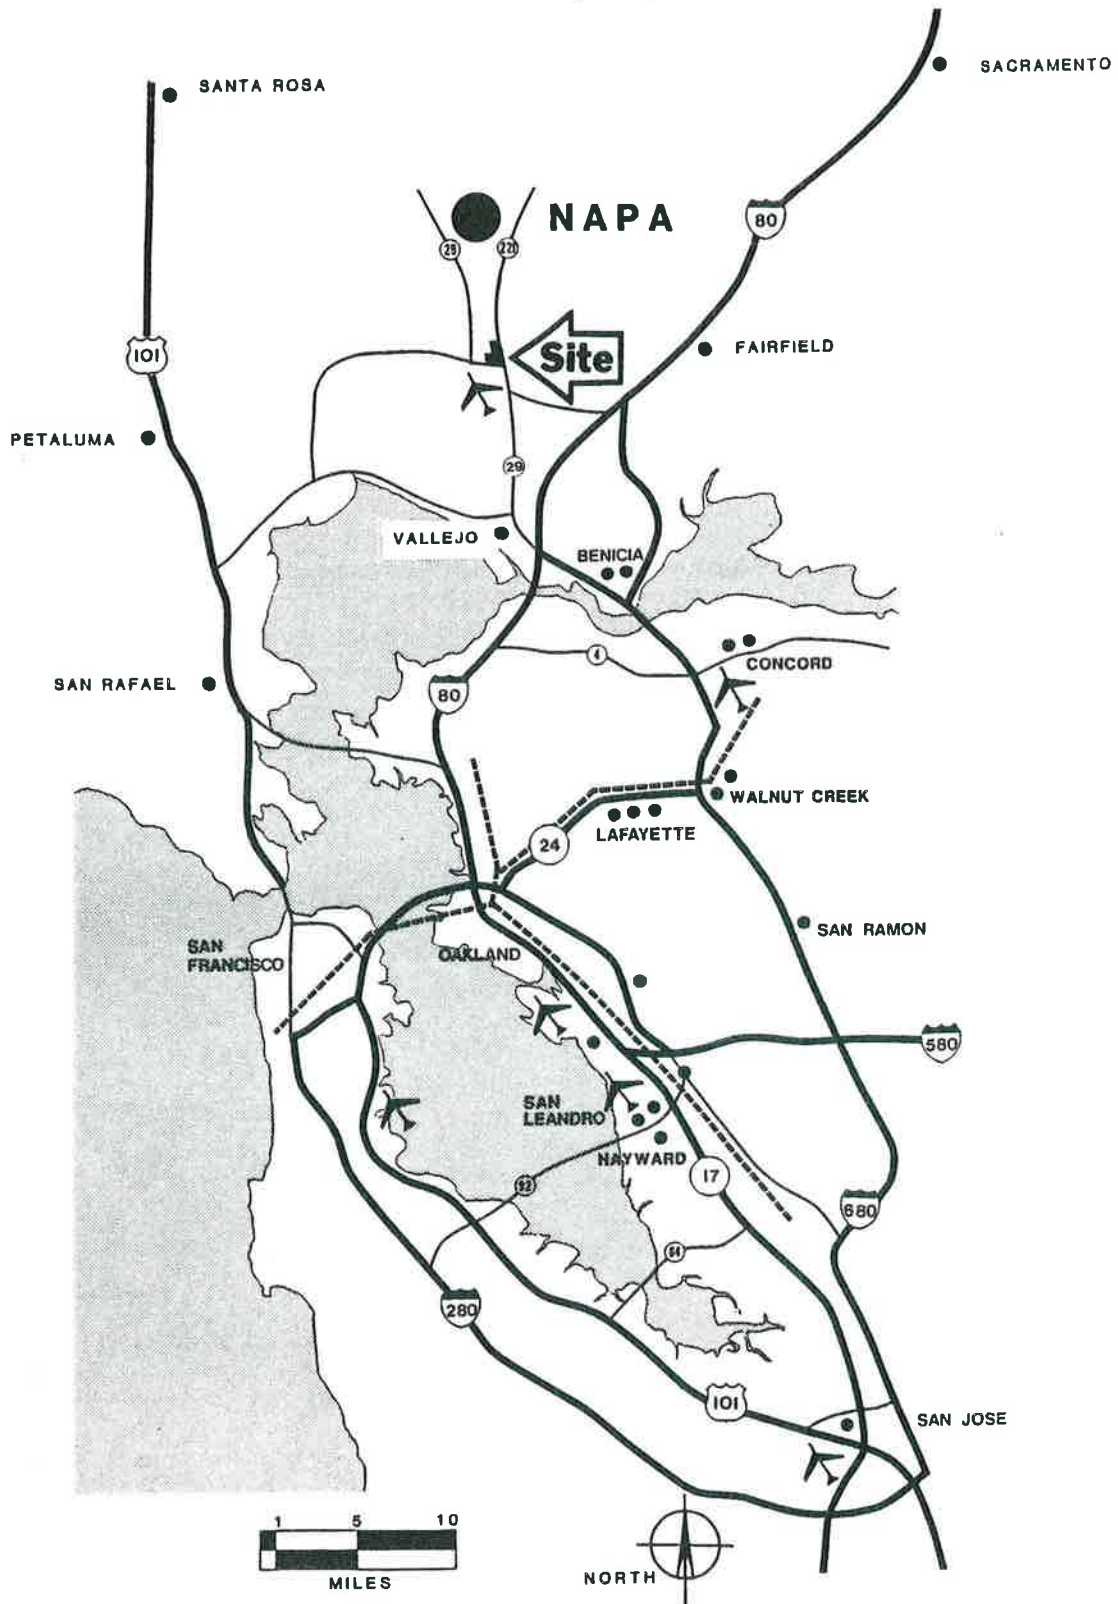 SACRAMENTO
SANTA ROSA
NAPA
80
29
221
101
Site
FAIRFIELD
PETALUMA
29
VALLEJO
BENICIA
4
CONCORD
SAN RAFAEL
80
WALNUT CREEK
LAFAYETTE
24
SAN RAMON
SAN
FRANCISCO
OAKLAND
580
SAN
LEANDRO
HAYWARD
17
92
680
84
280
101
SAN JOSE
1 5 10
MILES
NORTH